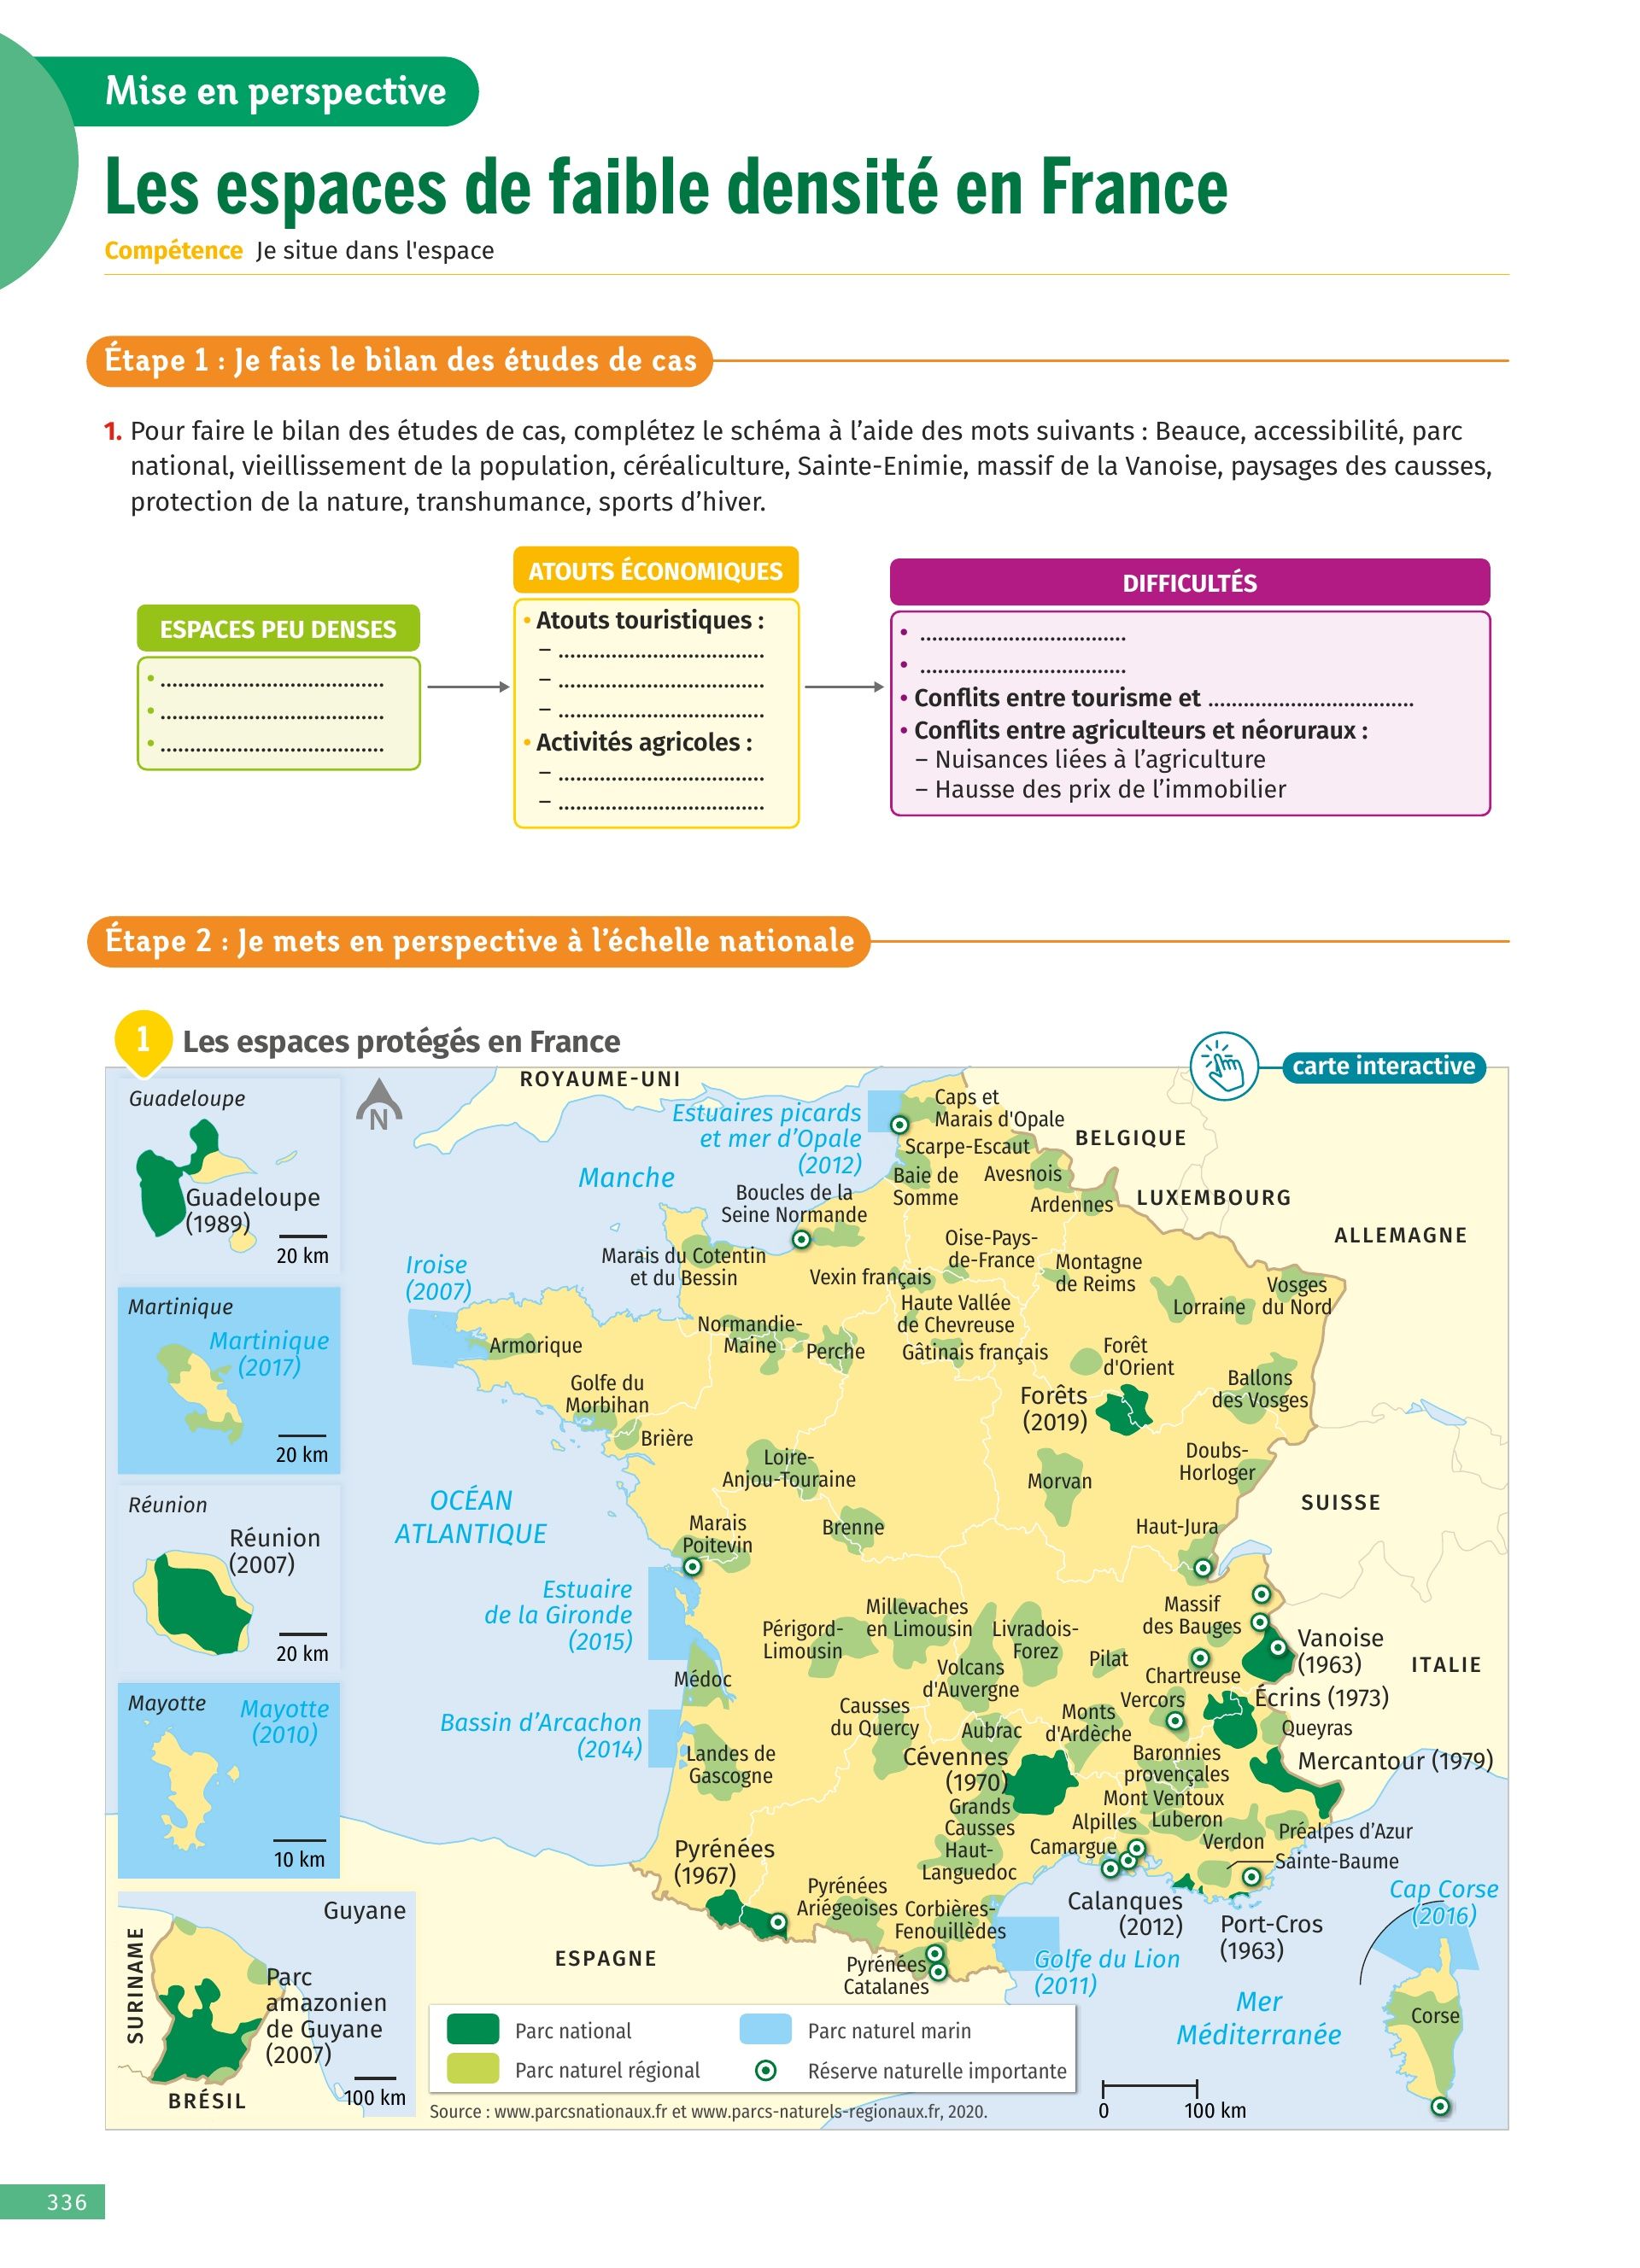 Mise en perspective
Les espaces de faible densité en France
Compétence Je situe dans l'espace
Étape 1 : Je fais le bilan des études de cas
1. Pour faire le bilan des études de cas, complétez le schéma à l’aide des mots suivants : Beauce, accessibilité, parc
national, vieillissement de la population, céréaliculture, Sainte-Enimie, massif de la Vanoise, paysages des causses,
protection de la nature, transhumance, sports d’hiver.
ESPACES PEU DENSES
• ......................................
• ......................................
• ......................................
ATOUTS ÉCONOMIQUES
• Atouts touristiques :
– ...................................
– ...................................
– ...................................
• Activités agricoles :
– ...................................
– ...................................
DIFFICULTÉS
• ...................................
• ...................................
• Conflits entre tourisme et ...................................
• Conflits entre agriculteurs et néoruraux :
– Nuisances liées à l’agriculture
– Hausse des prix de l’immobilier
Étape 2 : Je mets en perspective à l’échelle nationale
1 Les espaces protégés en France
carte interactive
Guadeloupe
Guadeloupe
(1989)
20 km
Martinique
Martinique
(2017)
20 km
Réunion
Réunion
(2007)
20 km
Mayotte
Mayotte
(2010)
10 km
Guyane
SURINAME
Parc
amazonien
de Guyane
(2007)
BRÉSIL
100 km
N
ROYAUME-UNI
Estuaires picards
et mer d’Opale
(2012)
Caps et
Marais d'Opale
BELGIQUE
Scarpe-Escaut
Manche
Baie de
Somme
Avesnois
Boucles de la
Seine Normande
Ardennes
LUXEMBOURG
ALLEMAGNE
Marais du Cotentin
et du Bessin
Oise-Pays-
de-France
Iroise
(2007)
Vexin français
Montagne
de Reims
Vosges
du Nord
Lorraine
Haute Vallée
de Chevreuse
Normandie-
Maine
Armorique
Perche
Gâtinais français
Forêt
d'Orient
Golfe du
Morbihan
Forêts
(2019)
Ballons
des Vosges
Brière
Loire-
Anjou-Touraine
Morvan
Doubs-
Horloger
OCÉAN
ATLANTIQUE
SUISSE
Marais
Poitevin
Brenne
Haut-Jura
Estuaire
de la Gironde
(2015)
Périgord-
Limousin
Millevaches
en Limousin
Livradois-
Forez
Massif
des Bauges
Vanoise
(1963)
ITALIE
Pilat
Médoc
Volcans
d'Auvergne
Chartreuse
Causses
du Quercy
Aubrac
Monts
d'Ardèche
Vercors
Écrins (1973)
Queyras
Bassin d’Arcachon
(2014)
Landes de
Gascogne
Cévennes
(1970)
Baronnies
provençales
Mercantour (1979)
Grands
Causses
Mont Ventoux
Alpilles
Luberon
Haut-
Languedoc
Camargue
Verdon
Préalpes d’Azur
Sainte-Baume
Pyrénées
(1967)
Pyrénées
Ariégeoises
Corbières-
Fenouillèdes
Calanques
(2012)
Port-Cros
(1963)
Cap Corse
(2016)
ESPAGNE
Pyrénées
Catalanes
Golfe du Lion
(2011)
Mer
Méditerranée
Corse
Parc national
Parc naturel marin
Parc naturel régional
Réserve naturelle importante
0 100 km
Source : www.parcsnationaux.fr et www.parcs-naturels-regionaux.fr, 2020.
336